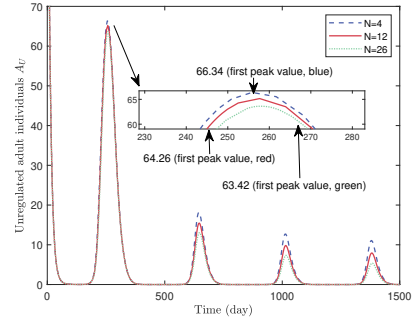 Unregulated adult individuals A_U
70
60
50
40
30
20
10
0
N=4
N=12
N=26
66.34 (first peak value, blue)
65
60
230 240 250 260 270 280
64.26 (first peak value, red)
63.42 (first peak value, green)
0 500 1000 1500
Time (day)